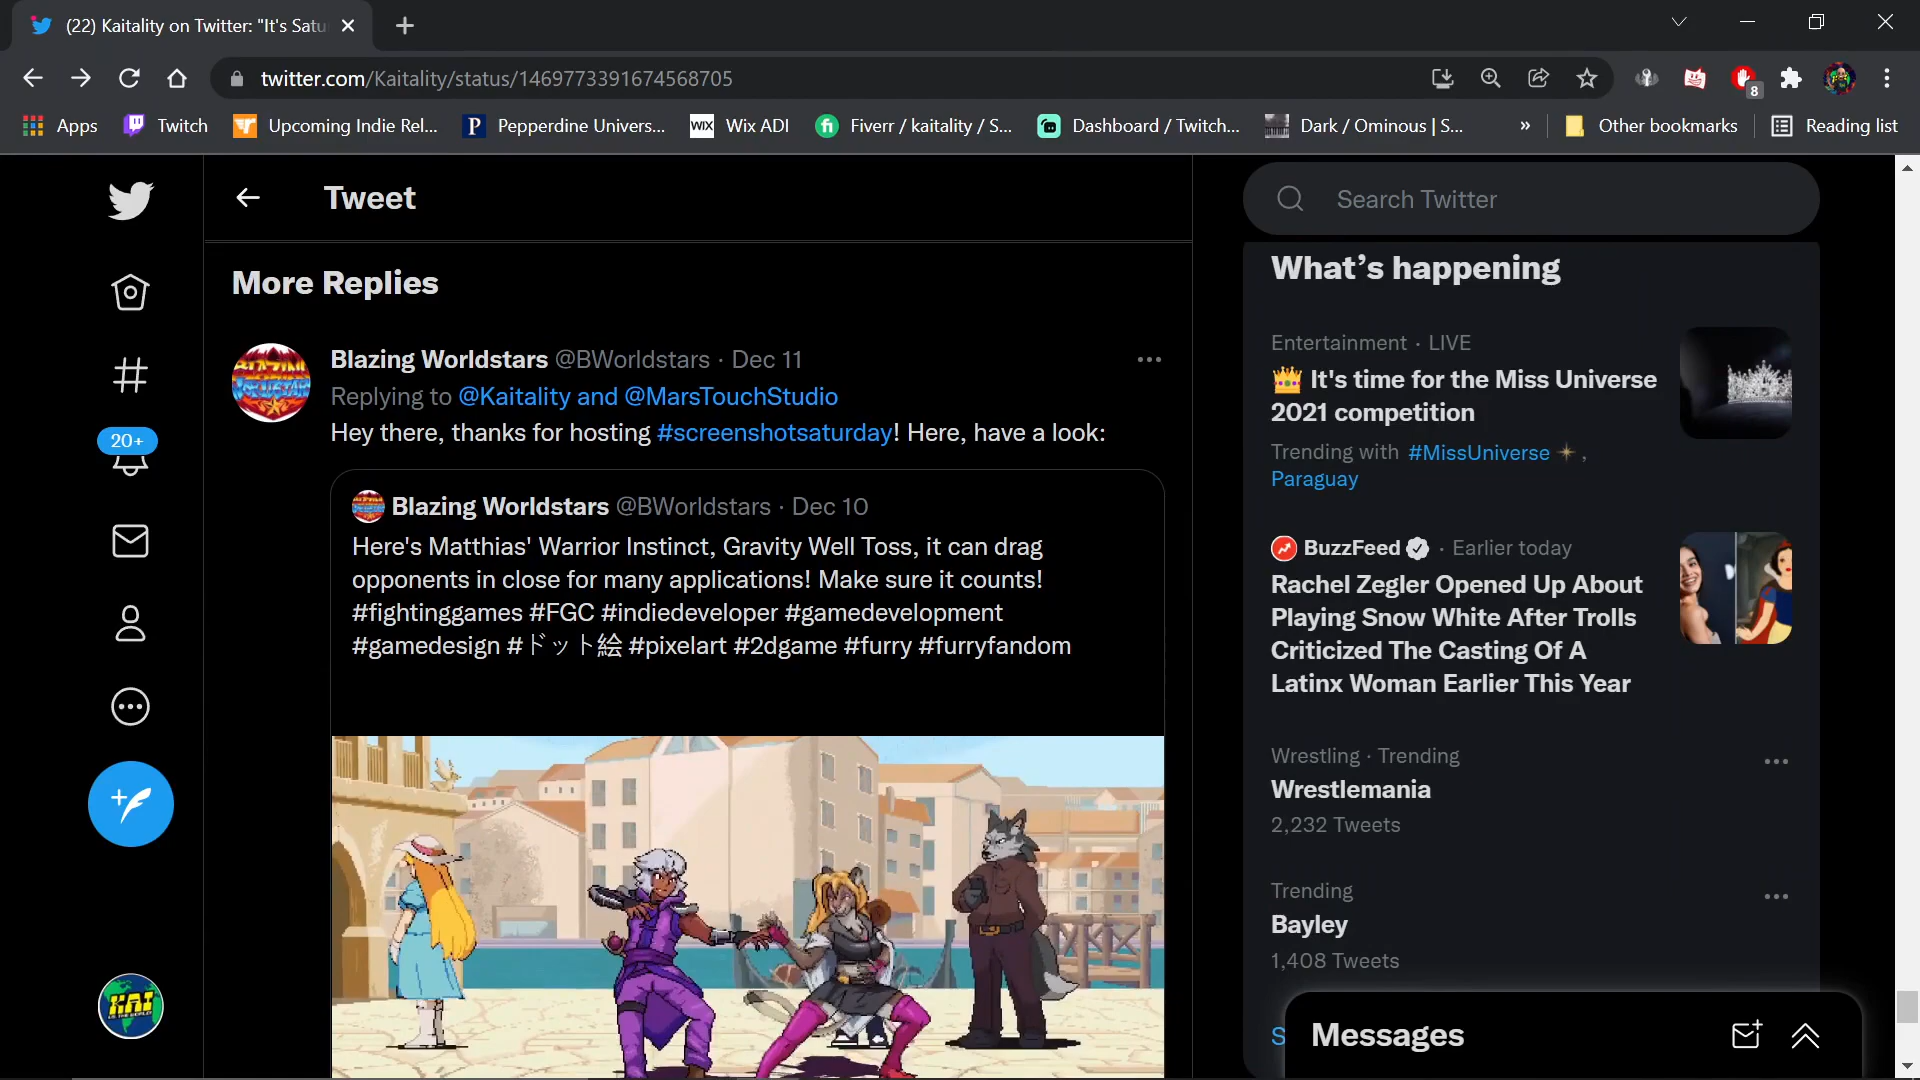 (22) Kaitality on Twitter: "It's Satu
twitter.com/Kaitality/status/1469773391674568705
8
Apps
Twitch
Upcoming Indie Rel...
P
Pepperdine Univers...
WIX
Wix ADI
fi
Fiverr / kaitality / S...
Dashboard / Twitch...
Dark / Ominous | S...
»
Other bookmarks
Reading list
20+
Tweet
More Replies
Blazing Worldstars @BWorldstars · Dec 11
Replying to @Kaitality and @MarsTouchStudio
Hey there, thanks for hosting #screenshotsaturday! Here, have a look:
Blazing Worldstars @BWorldstars · Dec 10
Here's Matthias' Warrior Instinct, Gravity Well Toss, it can drag
opponents in close for many applications! Make sure it counts!
#fightinggames #FGC #indiedeveloper #gamedevelopment
#gamedesign #ドット絵 #pixelart #2dgame #furry #furryfandom
KAI
Search Twitter
What's happening
Entertainment · LIVE
👑 It's time for the Miss Universe
2021 competition
Trending with #MissUniverse ,
Paraguay
BuzzFeed · Earlier today
Rachel Zegler Opened Up About
Playing Snow White After Trolls
Criticized The Casting Of A
Latinx Woman Earlier This Year
Wrestling · Trending
Wrestlemania
2,232 Tweets
Trending
Bayley
1,408 Tweets
S
Messages